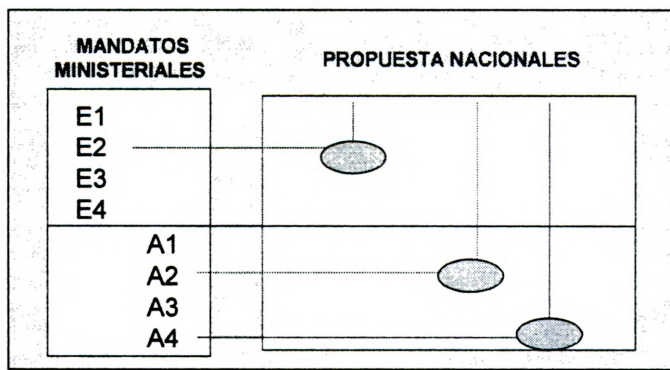 MANDATOS
MINISTERIALES
PROPUESTA NACIONALES
E1
E2
E3
E4
A1
A2
A3
A4